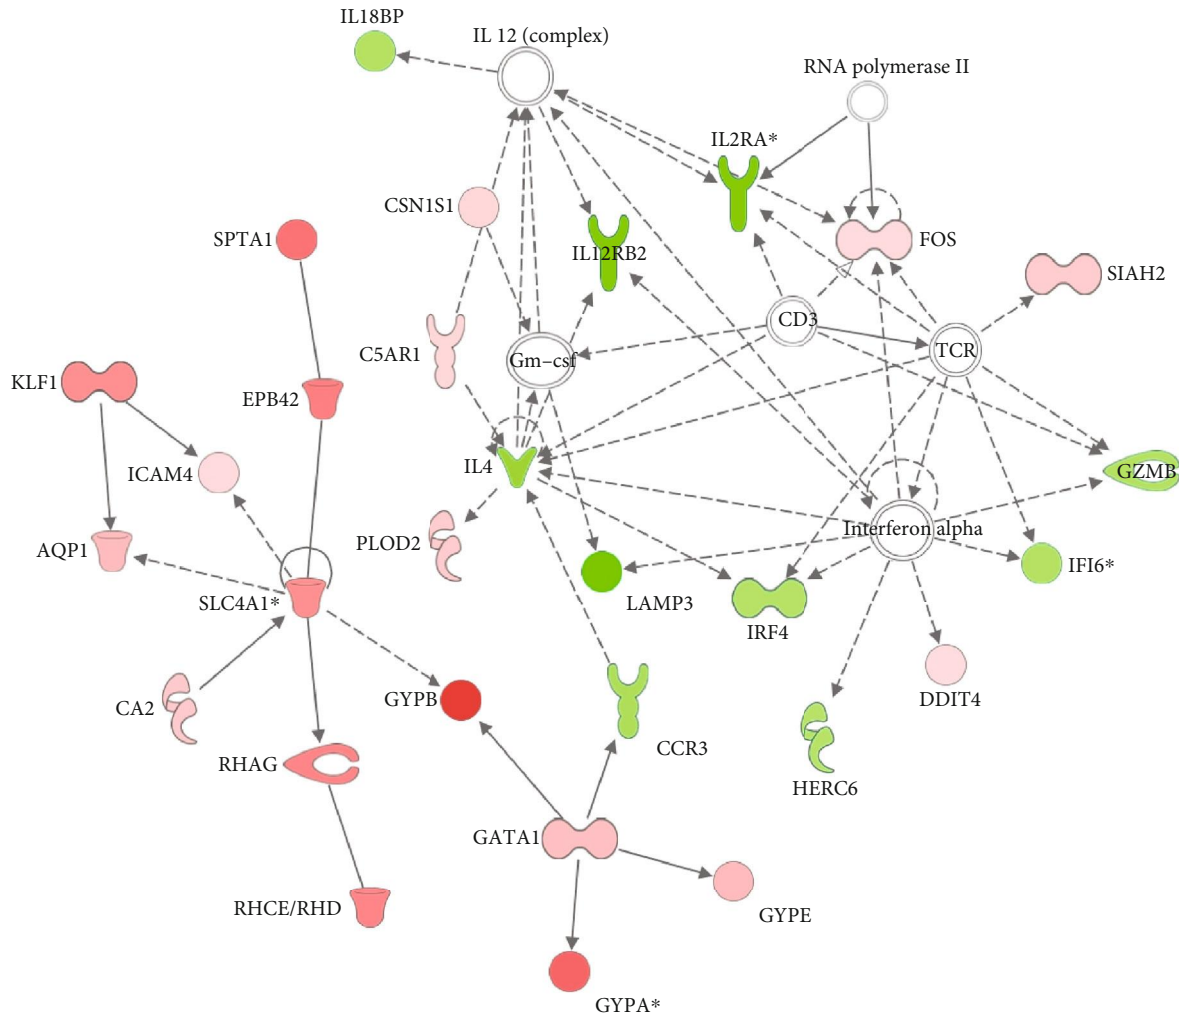 IL18BP
IL 12 (complex)
RNA polymerase II
IL2RA*
CSN1S1
SPTA1
IL12RB2
FOS
SIAH2
CD3
TCR
C5AR1
Gm–csf
KLF1
EPB42
ICAM4
IL4
GZMB
AQP1
PLOD2
Interferon alpha
IFI6*
SLC4A1*
LAMP3
IRF4
CA2
GYPB
DDIT4
CCR3
RHAG
HERC6
GATA1
RHCE/RHD
GYPE
GYPA*